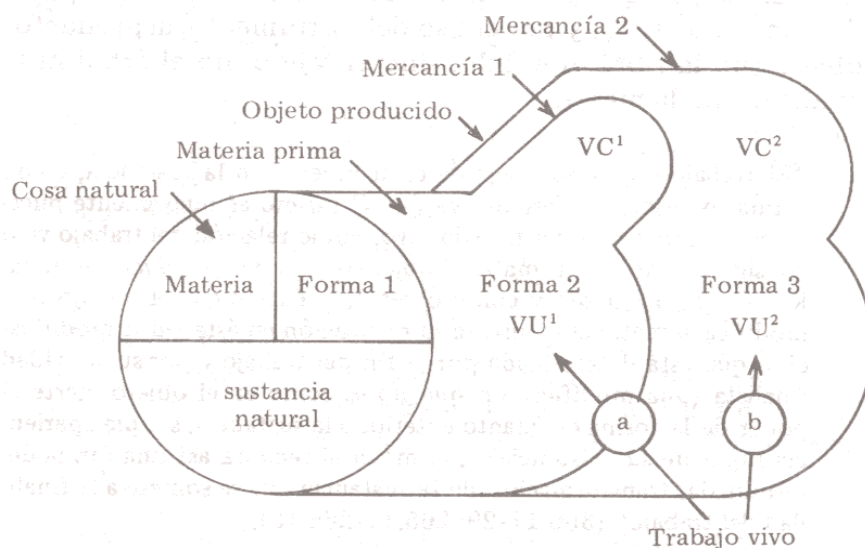 Mercancía 2
Mercancía 1
Objeto producido
Materia prima
Cosa natural
VC¹
VC²
Materia
Forma 1
Forma 2
VU¹
Forma 3
VU²
sustancia
natural
a
b
Trabajo vivo